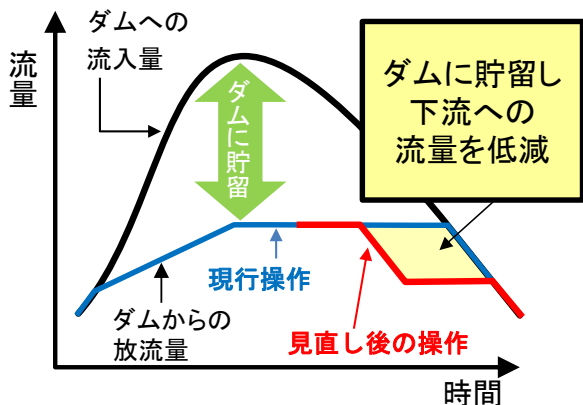 ダムへの
流入量
流量
ダムに貯留
ダムに貯留し
下流への
流量を低減
現行操作
ダムからの
放流量
見直し後の操作
時間